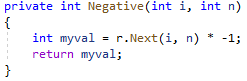 private int Negative(int i, int n)
{
int myval = r.Next(i, n) * -1;
return myval;
}